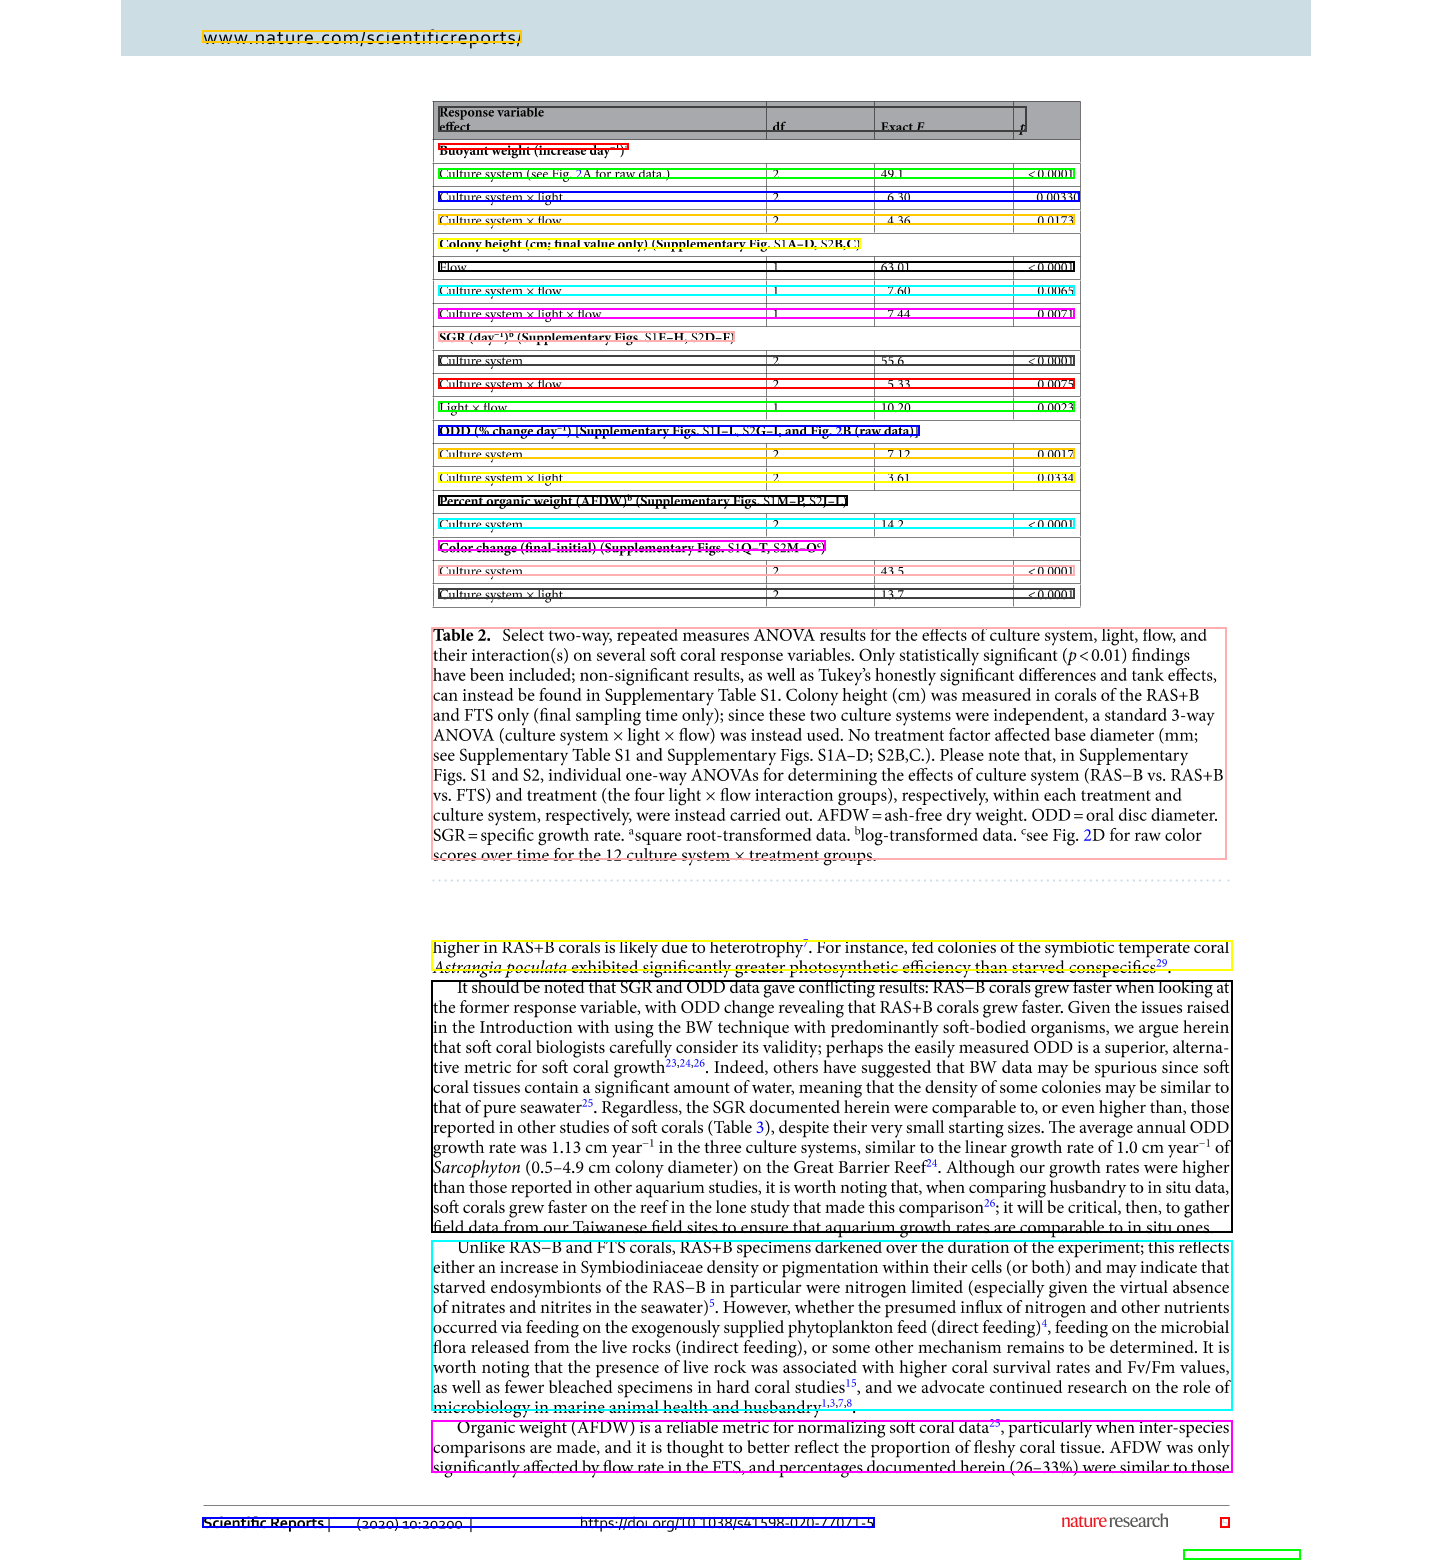 www.nature.com/scientificreports/
Response variable
effect df Exact F p
Buoyant weight (increase day⁻¹)ᵃ
Culture system (see Fig. 2A for raw data.) 2 49.1 <0.0001
Culture system × light 2 6.30 0.00330
Culture system × flow 2 4.36 0.0173
Colony height (cm; final value only) (Supplementary Fig. S1A–D, S2B,C)
Flow 1 63.01 <0.0001
Culture system × flow 1 7.60 0.0065
Culture system × light × flow 1 7.44 0.0071
SGR (day⁻¹)ᵇ (Supplementary Figs. S1E–H, S2D–F)
Culture system 2 55.6 <0.0001
Culture system × flow 2 5.33 0.0075
Light × flow 1 10.20 0.0023
ODD (% change day⁻¹) [Supplementary Figs. S1I–L, S2G–I, and Fig. 2B (raw data)]
Culture system 2 7.12 0.0017
Culture system × light 2 3.61 0.0334
Percent organic weight (AFDW)ᵇ (Supplementary Figs. S1M–P, S2J–L)
Culture system 2 14.2 <0.0001
Color change (final-initial) (Supplementary Figs. S1Q–T, S2M–Oᶜ)
Culture system 2 43.5 <0.0001
Culture system × light 2 13.7 <0.0001
Table 2. Select two-way, repeated measures ANOVA results for the effects of culture system, light, flow, and
their interaction(s) on several soft coral response variables. Only statistically significant (p < 0.01) findings
have been included; non-significant results, as well as Tukey's honestly significant differences and tank effects,
can instead be found in Supplementary Table S1. Colony height (cm) was measured in corals of the RAS+B
and FTS only (final sampling time only); since these two culture systems were independent, a standard 3-way
ANOVA (culture system × light × flow) was instead used. No treatment factor affected base diameter (mm;
see Supplementary Table S1 and Supplementary Figs. S1A–D; S2B,C.). Please note that, in Supplementary
Figs. S1 and S2, individual one-way ANOVAs for determining the effects of culture system (RAS−B vs. RAS+B
vs. FTS) and treatment (the four light × flow interaction groups), respectively, within each treatment and
culture system, respectively, were instead carried out. AFDW = ash-free dry weight. ODD = oral disc diameter.
SGR = specific growth rate. ᵃsquare root-transformed data. ᵇlog-transformed data. ᶜsee Fig. 2D for raw color
scores over time for the 12 culture system × treatment groups.
higher in RAS+B corals is likely due to heterotrophy⁷. For instance, fed colonies of the symbiotic temperate coral
Astrangia poculata exhibited significantly greater photosynthetic efficiency than starved conspecifics²⁹.
It should be noted that SGR and ODD data gave conflicting results: RAS−B corals grew faster when looking at
the former response variable, with ODD change revealing that RAS+B corals grew faster. Given the issues raised
in the Introduction with using the BW technique with predominantly soft-bodied organisms, we argue herein
that soft coral biologists carefully consider its validity; perhaps the easily measured ODD is a superior, alterna-
tive metric for soft coral growth²³,²⁴,²⁶. Indeed, others have suggested that BW data may be spurious since soft
coral tissues contain a significant amount of water, meaning that the density of some colonies may be similar to
that of pure seawater²⁵. Regardless, the SGR documented herein were comparable to, or even higher than, those
reported in other studies of soft corals (Table 3), despite their very small starting sizes. The average annual ODD
growth rate was 1.13 cm year⁻¹ in the three culture systems, similar to the linear growth rate of 1.0 cm year⁻¹ of
Sarcophyton (0.5–4.9 cm colony diameter) on the Great Barrier Reef²⁴. Although our growth rates were higher
than those reported in other aquarium studies, it is worth noting that, when comparing husbandry to in situ data,
soft corals grew faster on the reef in the lone study that made this comparison²⁶; it will be critical, then, to gather
field data from our Taiwanese field sites to ensure that aquarium growth rates are comparable to in situ ones.
Unlike RAS−B and FTS corals, RAS+B specimens darkened over the duration of the experiment; this reflects
either an increase in Symbiodiniaceae density or pigmentation within their cells (or both) and may indicate that
starved endosymbionts of the RAS−B in particular were nitrogen limited (especially given the virtual absence
of nitrates and nitrites in the seawater)⁵. However, whether the presumed influx of nitrogen and other nutrients
occurred via feeding on the exogenously supplied phytoplankton feed (direct feeding)⁴, feeding on the microbial
flora released from the live rocks (indirect feeding), or some other mechanism remains to be determined. It is
worth noting that the presence of live rock was associated with higher coral survival rates and Fv/Fm values,
as well as fewer bleached specimens in hard coral studies¹⁵, and we advocate continued research on the role of
microbiology in marine animal health and husbandry¹,³,⁷,⁸.
Organic weight (AFDW) is a reliable metric for normalizing soft coral data²⁵, particularly when inter-species
comparisons are made, and it is thought to better reflect the proportion of fleshy coral tissue. AFDW was only
significantly affected by flow rate in the FTS, and percentages documented herein (26–33%) were similar to those
Scientific Reports | (2020) 10:20200 | https://doi.org/10.1038/s41598-020-77071-5 nature research